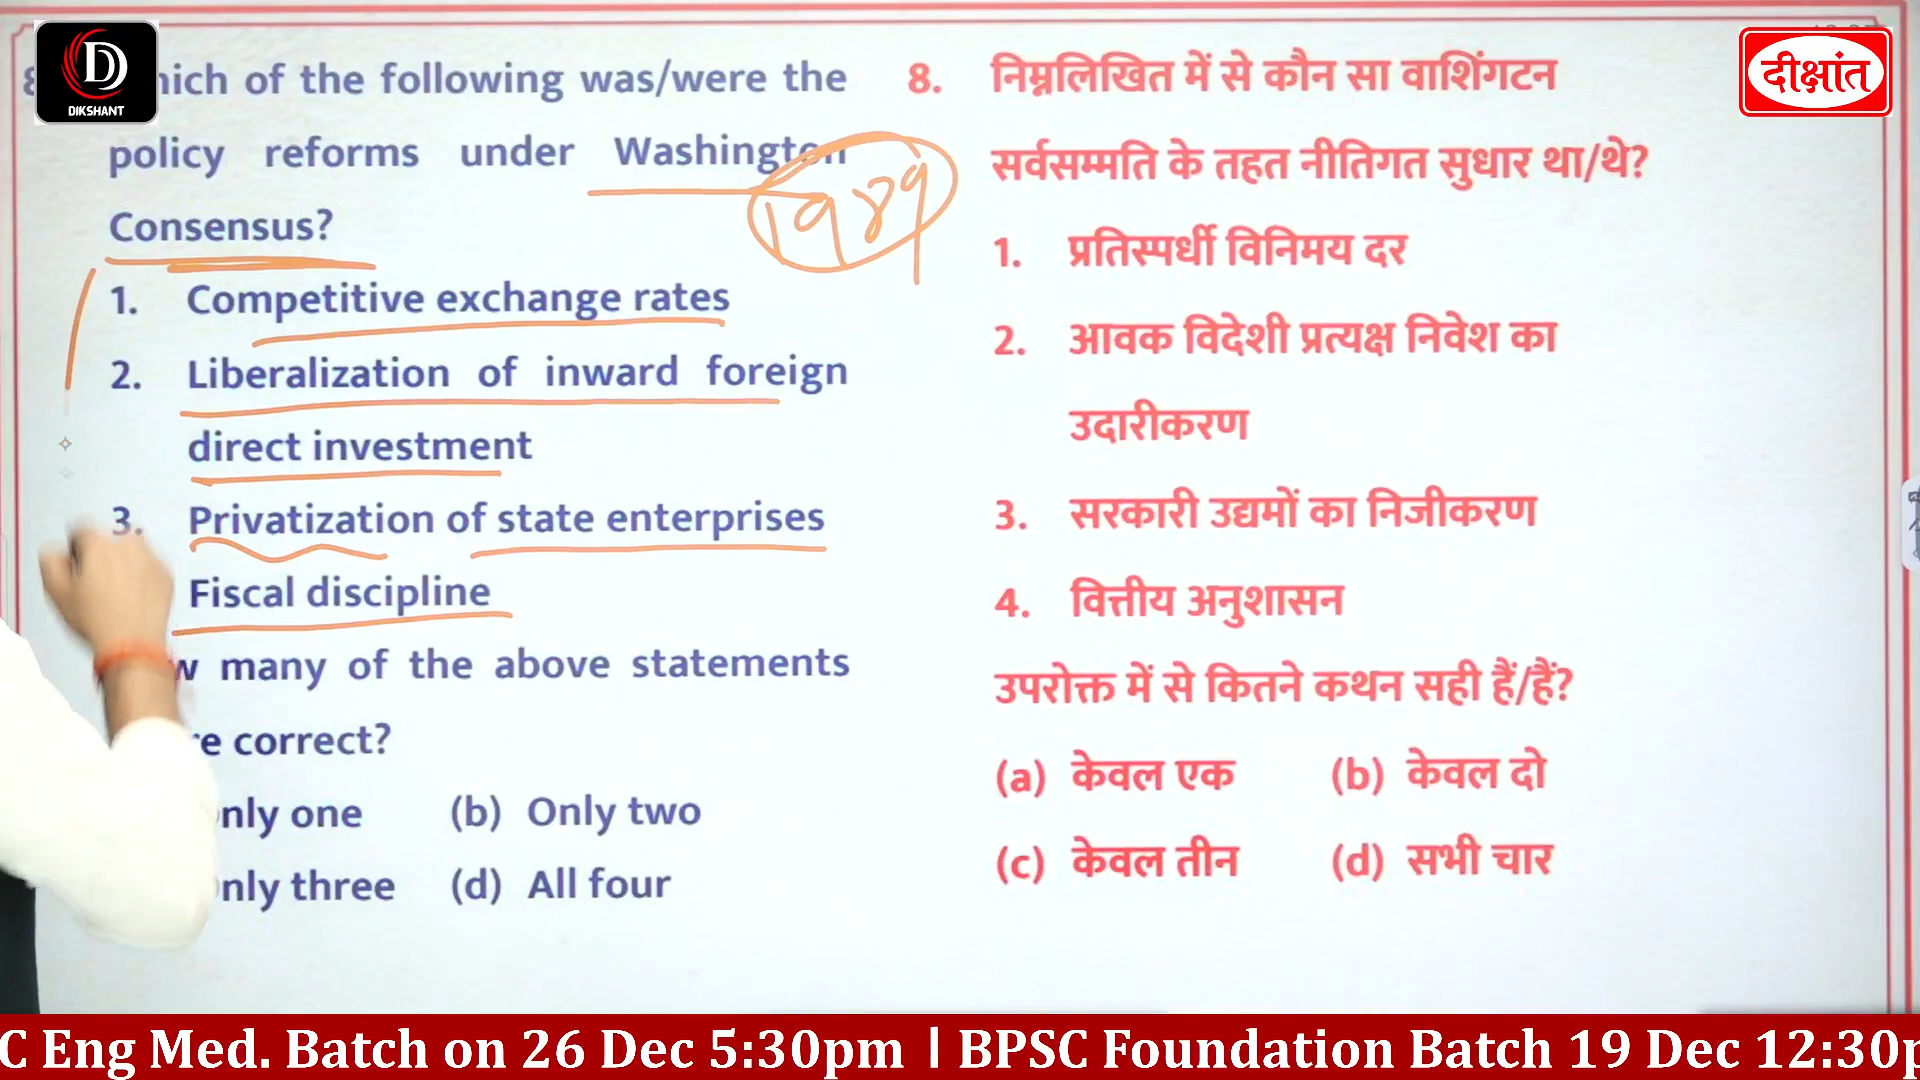 DIKSHANT
दीक्षांत
hich of the following was/were the
policy reforms under Washington
Consensus?
1989
1. Competitive exchange rates
2. Liberalization of inward foreign
direct investment
3. Privatization of state enterprises
Fiscal discipline
many of the above statements
correct?
one (b) Only two
three (d) All four
8. निम्नलिखित में से कौन सा वाशिंगटन
सर्वसम्मति के तहत नीतिगत सुधार था/थे?
1. प्रतिस्पर्धी विनिमय दर
2. आवक विदेशी प्रत्यक्ष निवेश का
उदारीकरण
3. सरकारी उद्यमों का निजीकरण
4. वित्तीय अनुशासन
उपरोक्त में से कितने कथन सही हैं/हैं?
(a) केवल एक (b) केवल दो
(c) केवल तीन (d) सभी चार
C Eng Med. Batch on 26 Dec 5:30pm । BPSC Foundation Batch 19 Dec 12:30p